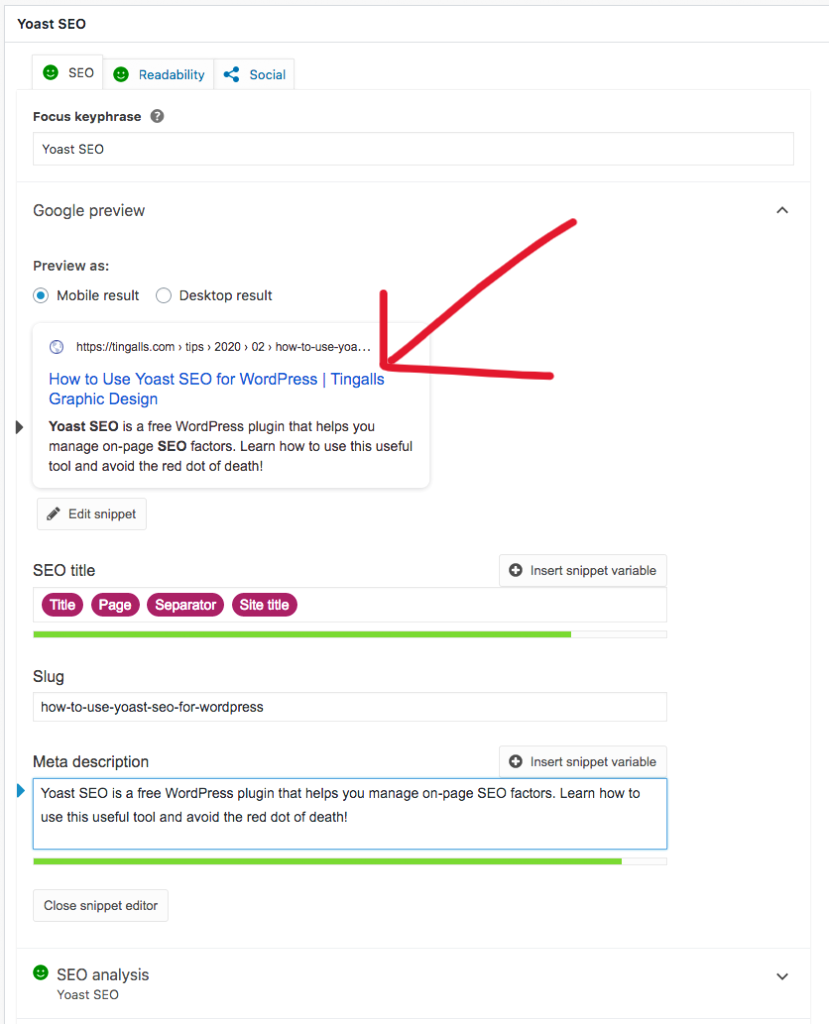 Yoast SEO
SEO Readability Social
Focus keyphrase ?
Yoast SEO
Google preview
Preview as:
Mobile result Desktop result
https://tingalls.com › tips › 2020 › 02 › how-to-use-yoa...
How to Use Yoast SEO for WordPress | Tingalls
Graphic Design
Yoast SEO is a free WordPress plugin that helps you
manage on-page SEO factors. Learn how to use this useful
tool and avoid the red dot of death!
Edit snippet
SEO title Insert snippet variable
Title Page Separator Site title
Slug
how-to-use-yoast-seo-for-wordpress
Meta description Insert snippet variable
Yoast SEO is a free WordPress plugin that helps you manage on-page SEO factors. Learn how to
use this useful tool and avoid the red dot of death!
Close snippet editor
SEO analysis
Yoast SEO